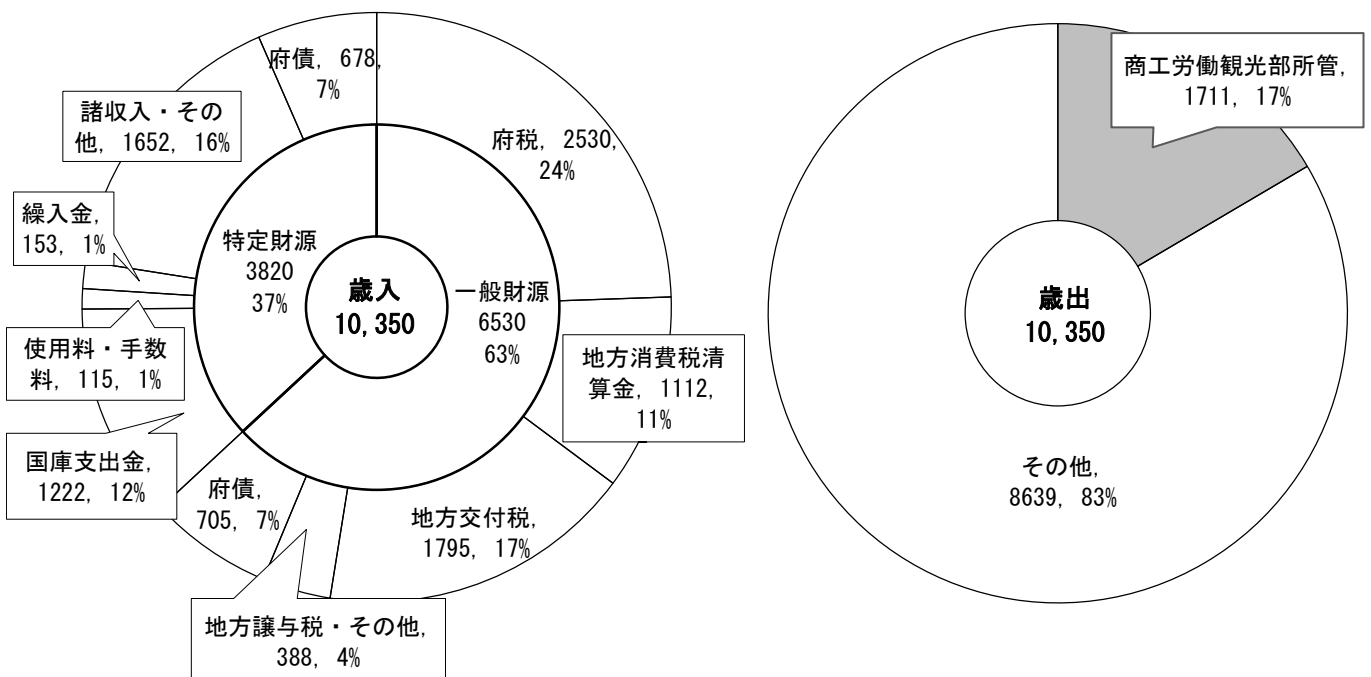 府債, 678,
7%
諸収入・その
他, 1652, 16%
府税, 2530,
24%
繰入金,
153, 1%
特定財源
3820
37%
歳入
10,350
一般財源
6530
63%
使用料・手数
料, 115, 1%
地方消費税清
算金, 1112,
11%
国庫支出金,
1222, 12%
府債,
705, 7%
地方交付税,
1795, 17%
地方譲与税・その他,
388, 4%
商工労働観光部所管,
1711, 17%
歳出
10,350
その他,
8639, 83%